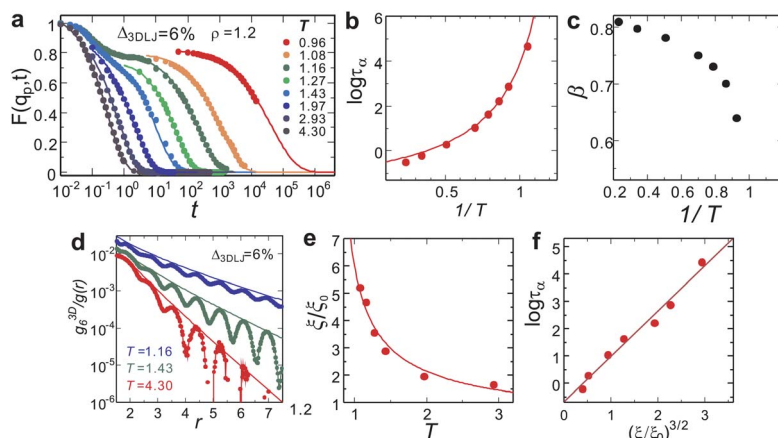 a
Δ3DLJ=6% ρ=1.2
T
0.96
1.08
1.16
1.27
1.43
1.97
2.93
4.30
F(qp,t)
1
0.8
0.6
0.4
0.2
0
10⁻² 10⁻¹ 10⁰ 10¹ 10² 10³ 10⁴ 10⁵ 10⁶
t
b
logτα
6
4
2
0
0.5 1
1/T
c
β
0.8
0.7
0.6
0.2 0.4 0.6 0.8 1
1/T
d
Δ3DLJ=6%
g6^3D/g(r)
10⁻²
10⁻³
10⁻⁴
10⁻⁵
10⁻⁶
T=1.16
T=1.43
T=4.30
2 3 4 5 6 7
r
1.2
e
ξ/ξ0
7
6
5
4
3
2
1
1 2 3
T
f
logτα
5
4
3
2
1
0
0 1 2 3
(ξ/ξ0)^3/2